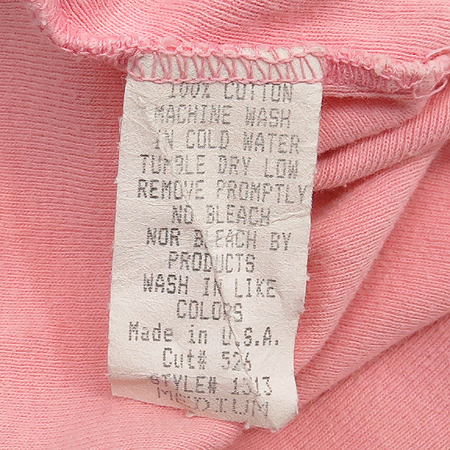 100% COTTON
MACHINE WASH
IN COLD WATER
TUMBLE DRY LOW
REMOVE PROMPTLY
NO BLEACH
NOR BLEACH BY
PRODUCTS
WASH IN LIKE
COLORS
Made in U.S.A.
Cut# 526
STYLE# 1313
MEDIUM